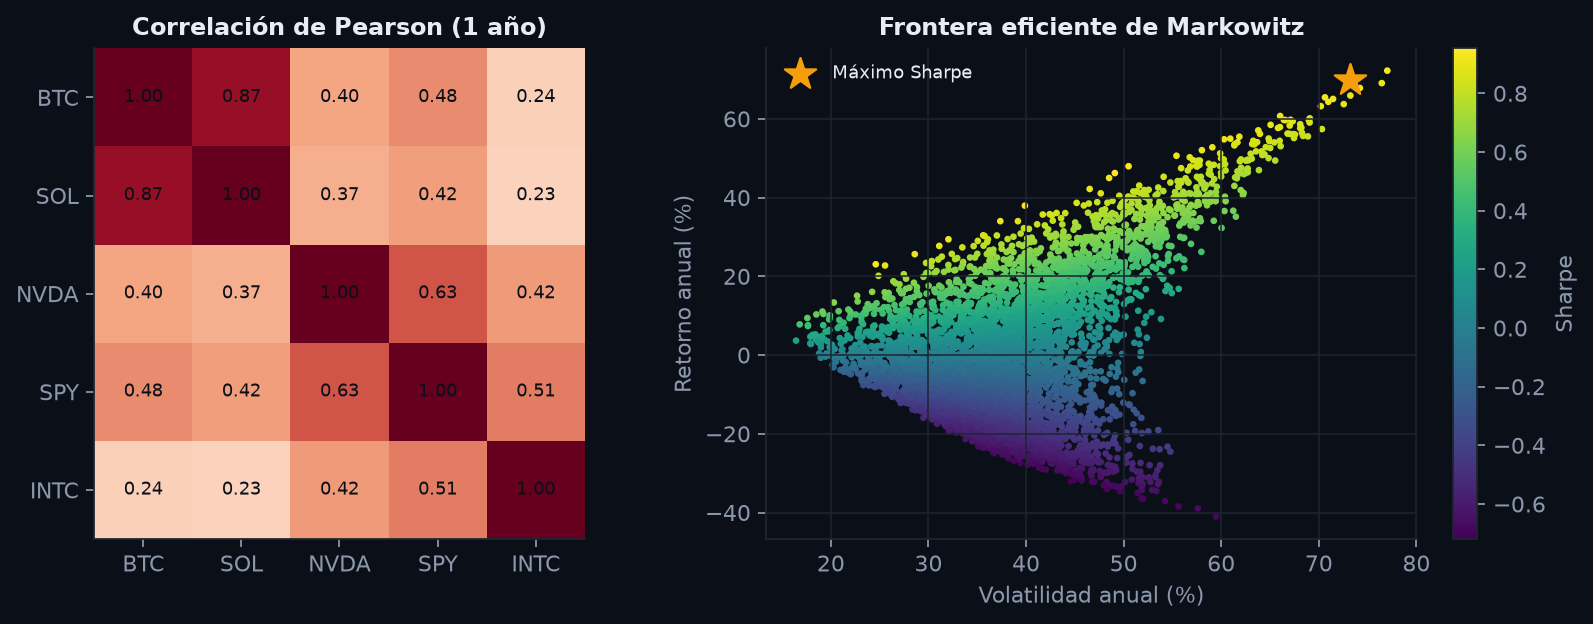 Correlación de Pearson (1 año)
BTC 1.00 0.87 0.40 0.48 0.24
SOL 0.87 1.00 0.37 0.42 0.23
NVDA 0.40 0.37 1.00 0.63 0.42
SPY 0.48 0.42 0.63 1.00 0.51
INTC 0.24 0.23 0.42 0.51 1.00
BTC SOL NVDA SPY INTC
Frontera eficiente de Markowitz
Máximo Sharpe
Retorno anual (%)
60
40
20
0
−20
−40
20 30 40 50 60 70 80
Volatilidad anual (%)
0.8
0.6
0.4
0.2
0.0
−0.2
−0.4
−0.6
Sharpe